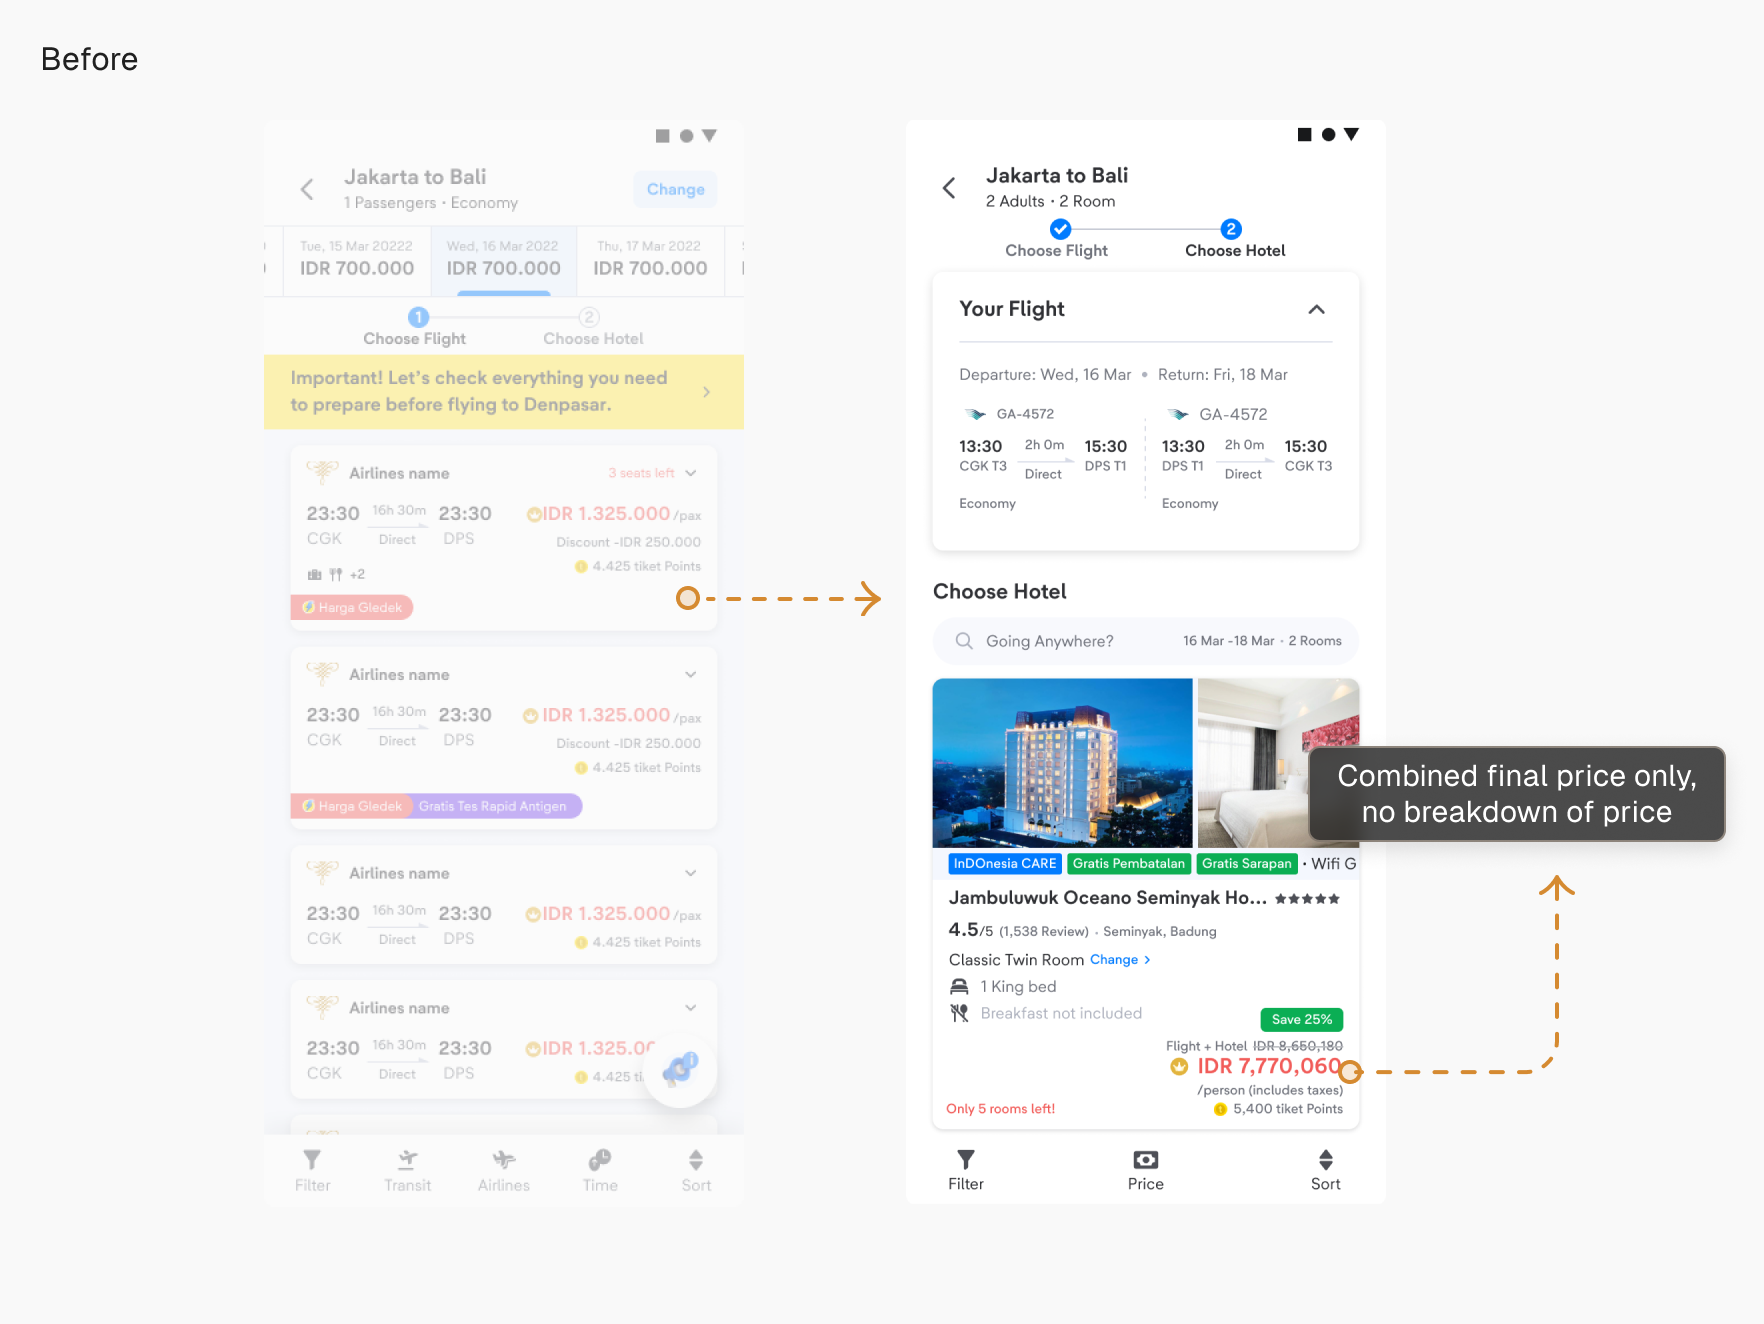 Before
Jakarta to Bali
1 Passengers • Economy
Change
Tue, 15 Mar 20222
IDR 700.000
Wed, 16 Mar 2022
IDR 700.000
Thu, 17 Mar 2022
IDR 700.000
1
2
Choose Flight
Choose Hotel
Important! Let’s check everything you need
to prepare before flying to Denpasar.
Airlines name
3 seats left
23:30
16h 30m
23:30
IDR 1.325.000 /pax
CGK
Direct
DPS
Discount -IDR 250.000
4.425 tiket Points
+2
Harga Gledek
Airlines name
23:30
16h 30m
23:30
IDR 1.325.000 /pax
CGK
Direct
DPS
Discount -IDR 250.000
4.425 tiket Points
Harga Gledek
Gratis Tes Rapid Antigen
Airlines name
23:30
16h 30m
23:30
IDR 1.325.000 /pax
CGK
Direct
DPS
4.425 tiket Points
Airlines name
23:30
16h 30m
23:30
IDR 1.325.00
CGK
Direct
DPS
4.425 ti
Filter
Transit
Airlines
Time
Sort
Jakarta to Bali
2 Adults • 2 Room
2
Choose Flight
Choose Hotel
Your Flight
Departure: Wed, 16 Mar • Return: Fri, 18 Mar
GA-4572
13:30
2h 0m
15:30
CGK T3
Direct
DPS T1
Economy
GA-4572
13:30
2h 0m
15:30
DPS T1
Direct
CGK T3
Economy
Choose Hotel
Going Anywhere?
16 Mar -18 Mar • 2 Rooms
InDOnesia CARE
Gratis Pembatalan
Gratis Sarapan
• Wifi G
Jambuluwuk Oceano Seminyak Ho... ★★★★★
4.5/5 (1,538 Review) • Seminyak, Badung
Classic Twin Room Change >
1 King bed
Breakfast not included
Save 25%
Flight + Hotel IDR 8,650,180
IDR 7,770,060
/person (includes taxes)
Only 5 rooms left!
5,400 tiket Points
Filter
Price
Sort
Combined final price only,
no breakdown of price